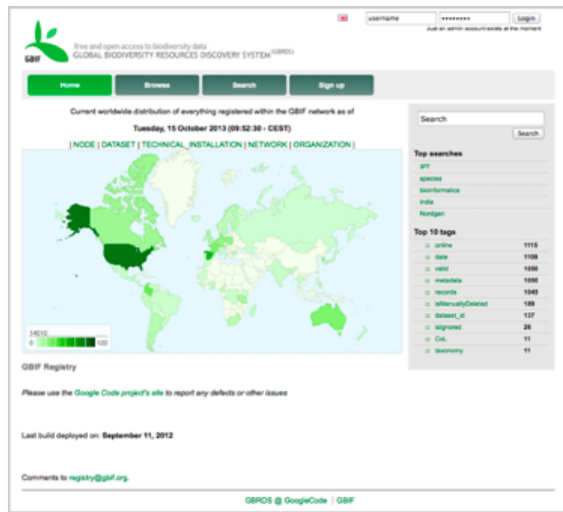 username
••••••••
Login
Just an admin account exists at the moment
GBIF
free and open access to biodiversity data
GLOBAL BIODIVERSITY RESOURCES DISCOVERY SYSTEM (GBRDS)
Home
Browse
Search
Sign up
Current worldwide distribution of everything registered within the GBIF network as of
Tuesday, 15 October 2013 (09:52:30 - CEST)
| NODE | DATASET | TECHNICAL_INSTALLATION | NETWORK | ORGANIZATION |
14010
0
122
Search
Search
Top searches
IPT
species
bioinformatics
india
Nordgen
Top 10 tags
online 1115
date 1109
valid 1050
metadata 1050
records 1045
isManuallyDeleted 189
dataset_id 137
isIgnored 26
CoL 11
taxonomy 11
GBIF Registry
Please use the Google Code project's site to report any defects or other issues
Last build deployed on: September 11, 2012
Comments to registry@gbif.org.
GBRDS @ GoogleCode | GBIF